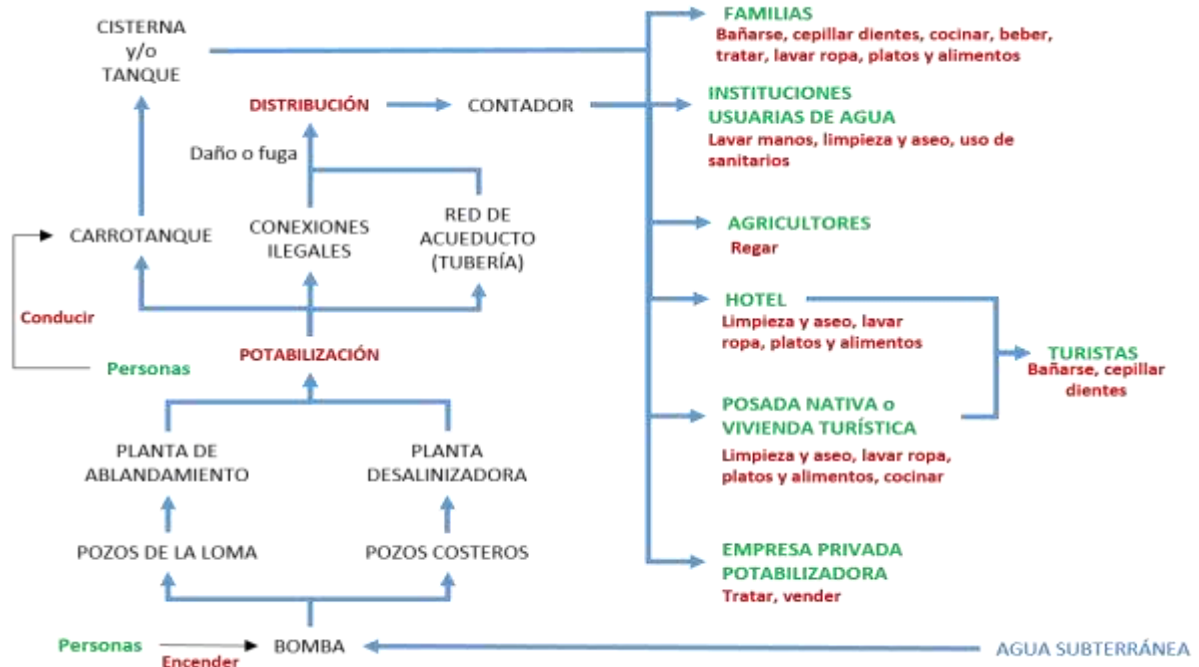 CISTERNA
y/o
TANQUE
DISTRIBUCIÓN
CONTADOR
Daño o fuga
CARROTANQUE
CONEXIONES
ILEGALES
RED DE
ACUEDUCTO
(TUBERÍA)
Conducir
Personas
POTABILIZACIÓN
PLANTA DE
ABLANDAMIENTO
PLANTA
DESALINIZADORA
POZOS DE LA LOMA
POZOS COSTEROS
Personas
Encender
BOMBA
AGUA SUBTERRÁNEA
FAMILIAS
Bañarse, cepillar dientes, cocinar, beber,
tratar, lavar ropa, platos y alimentos
INSTITUCIONES
USUARIAS DE AGUA
Lavar manos, limpieza y aseo, uso de
sanitarios
AGRICULTORES
Regar
HOTEL
Limpieza y aseo, lavar
ropa, platos y alimentos
TURISTAS
Bañarse, cepillar
dientes
POSADA NATIVA o
VIVIENDA TURÍSTICA
Limpieza y aseo, lavar ropa,
platos y alimentos, cocinar
EMPRESA PRIVADA
POTABILIZADORA
Tratar, vender